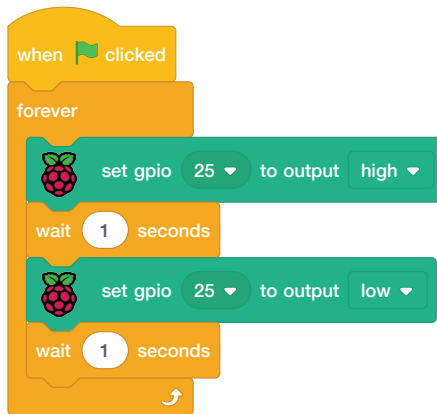 when clicked
forever
set gpio 25 to output high
wait 1 seconds
set gpio 25 to output low
wait 1 seconds